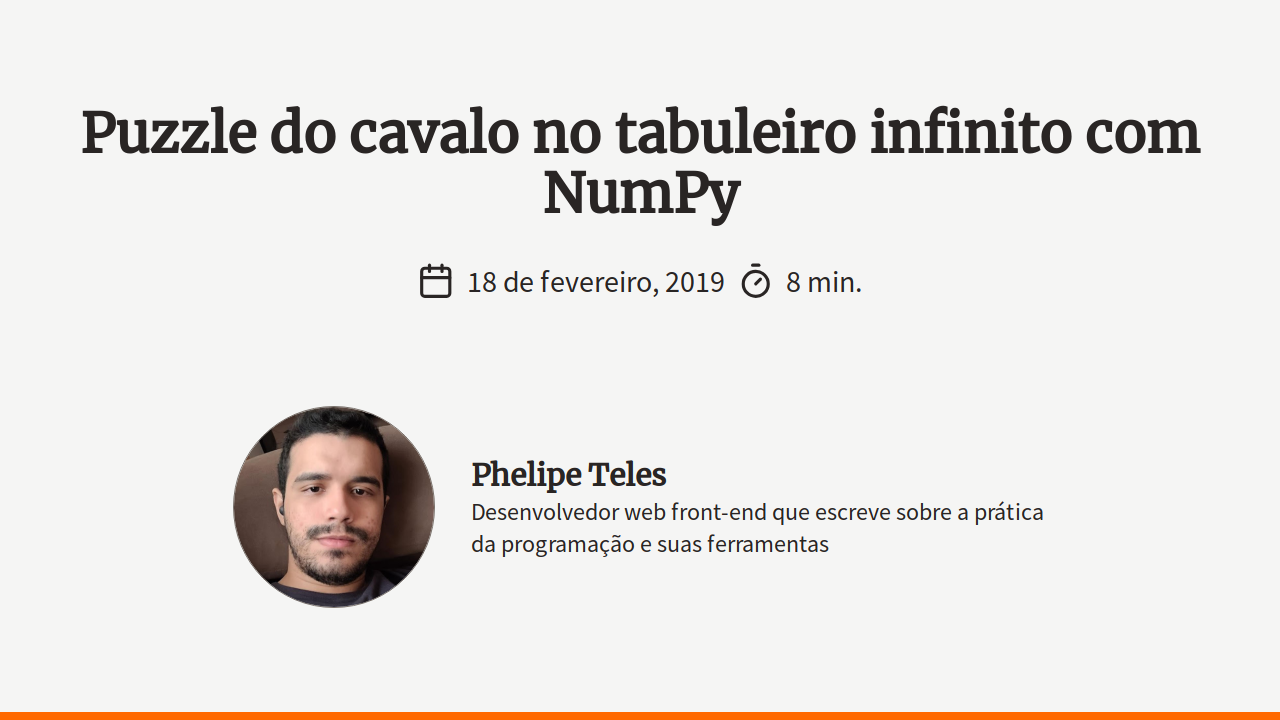 Puzzle do cavalo no tabuleiro infinito com
NumPy
18 de fevereiro, 2019 8 min.
Phelipe Teles
Desenvolvedor web front-end que escreve sobre a prática
da programação e suas ferramentas